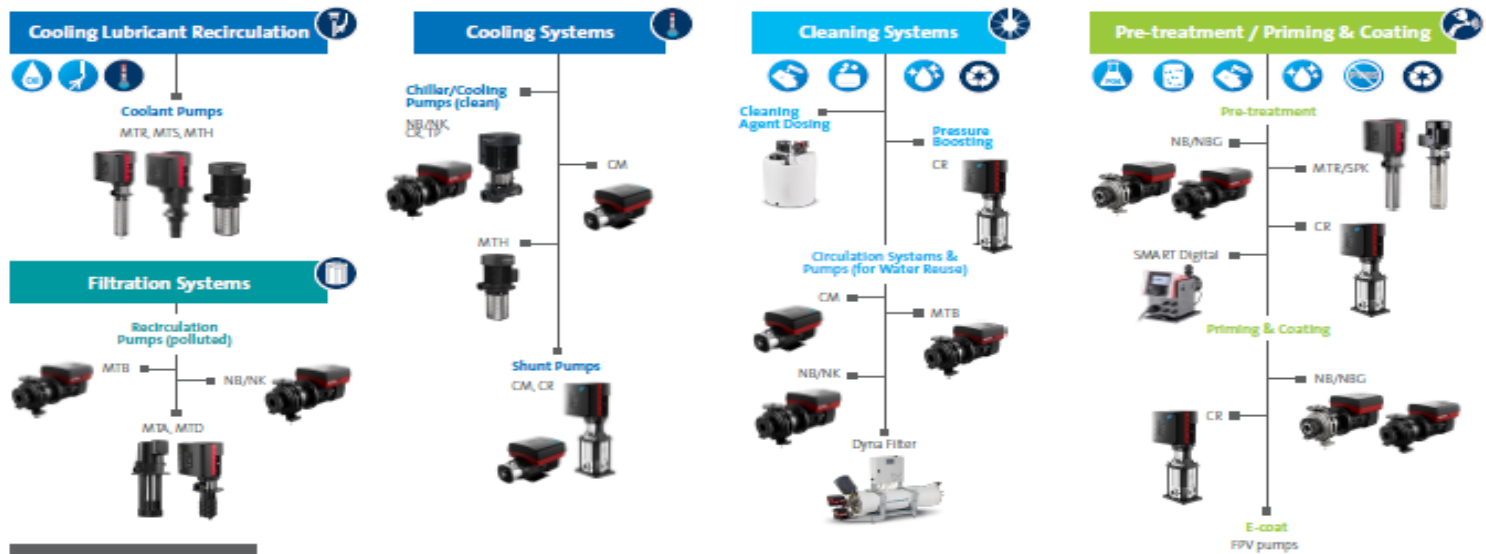 Cooling Lubricant Recirculation
Coolant Pumps
MTR, MTS, MTH
Filtration Systems
Recirculation
Pumps (polluted)
MTB
NB/NK
MTA, MTD
Cooling Systems
Chiller/Cooling
Pumps (clean)
NB/NK,
CR, TP
CM
MTH
Shunt Pumps
CM, CR
Cleaning Systems
Cleaning
Agent Dosing
Pressure
Boosting
CR
Circulation Systems &
Pumps (for Water Reuse)
CM
MTB
NB/NK
Dyna Filter
Pre-treatment / Priming & Coating
Pre-treatment
NB/NBG
MTR/SPK
CR
SMART Digital
Priming & Coating
NB/NBG
CR
E-coat
FPV pumps